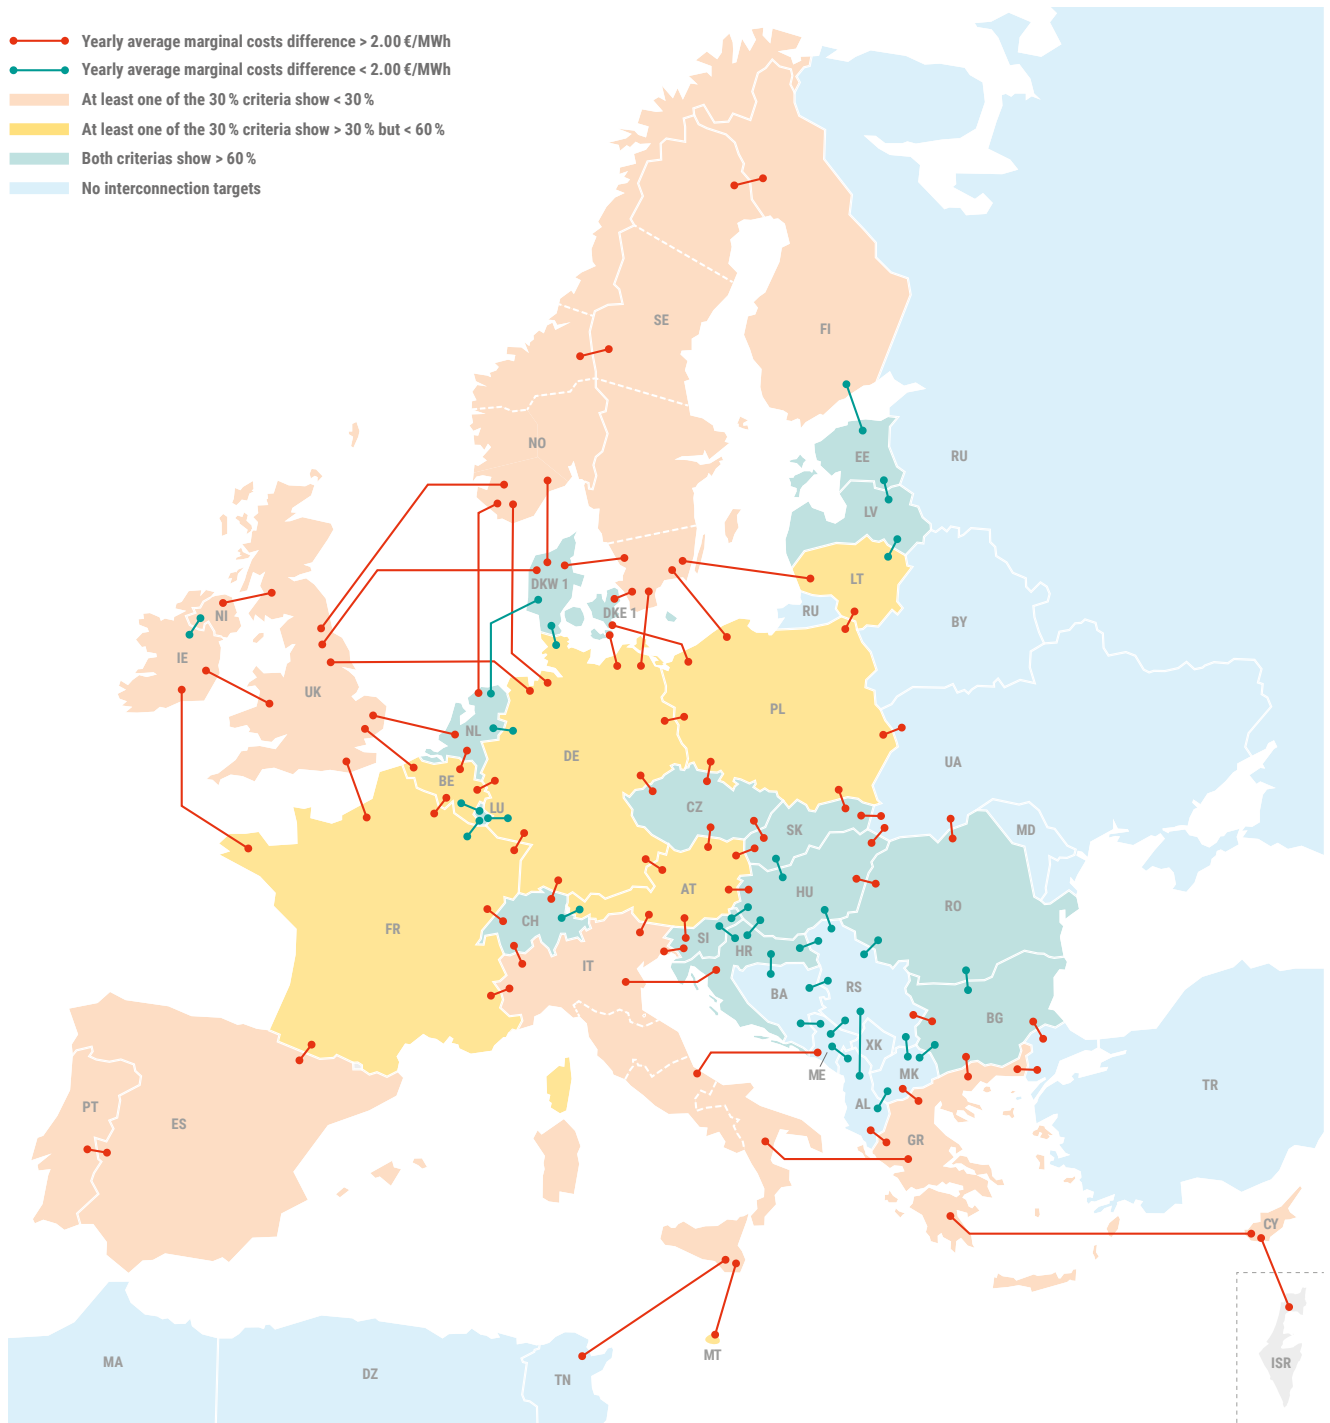 Yearly average marginal costs difference > 2.00 €/MWh
Yearly average marginal costs difference < 2.00 €/MWh
At least one of the 30 % criteria show < 30 %
At least one of the 30 % criteria show > 30 % but < 60 %
Both criterias show > 60 %
No interconnection targets
SE
FI
NO
EE
RU
LV
DKW 1
LT
DKE 1
RU
NI
BY
IE
UK
PL
NL
DE
UA
BE
LU
CZ
SK
MD
AT
HU
RO
CH
FR
SI
HR
IT
RS
BA
BG
XK
ME
MK
TR
AL
PT
ES
GR
CY
MT
MA
DZ
TN
ISR